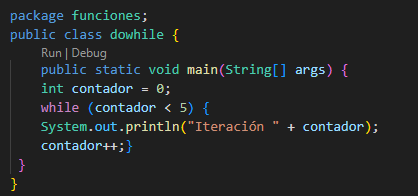 package funciones;
public class dowhile {
Run | Debug
public static void main(String[] args) {
int contador = 0;
while (contador < 5) {
System.out.println("Iteración " + contador);
contador++;}
}
}